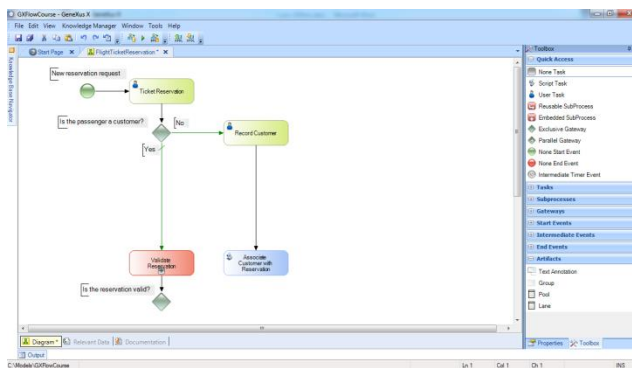 GXFlowCourse - GeneXus X
File Edit View Knowledge Manager Window Tools Help
Start Page X FlightTicketReservation * X
Knowledge Base Navigator
New reservation request
Ticket Reservation
Is the passenger a customer?
No
Record Customer
Yes
Validate
Reservation
Associate
Customer with
Reservation
Is the reservation valid?
Diagram * Relevant Data Documentation
Output
C:\Models\GXFlowCourse Ln 1 Col 1 Ch 1 INS
Toolbox
Quick Access
None Task
Script Task
User Task
Reusable SubProcess
Embedded SubProcess
Exclusive Gateway
Parallel Gateway
None Start Event
None End Event
Intermediate Timer Event
Tasks
Subprocesses
Gateways
Start Events
Intermediate Events
End Events
Artifacts
Text Annotation
Group
Pool
Lane
Properties Toolbox